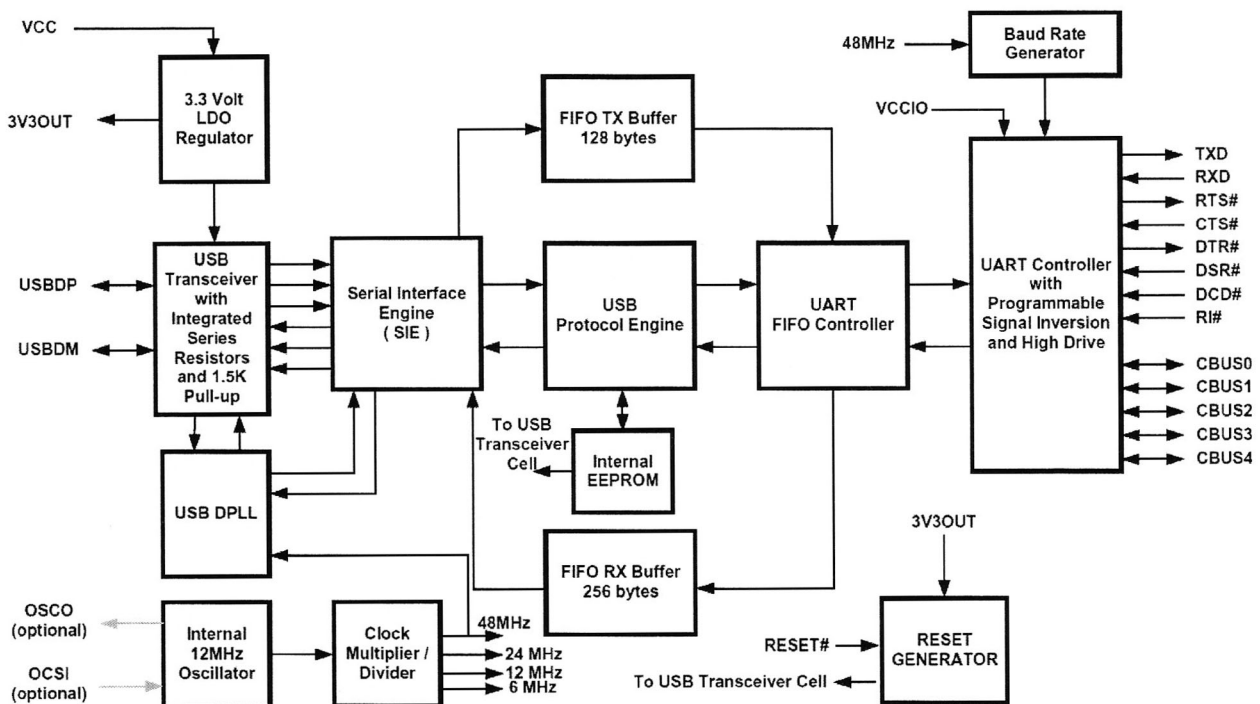 VCC
3.3 Volt
LDO
Regulator
3V3OUT
FIFO TX Buffer
128 bytes
48MHz
Baud Rate
Generator
VCCIO
USBDP
USBDM
USB
Transceiver
with
Integrated
Series
Resistors
and 1.5K
Pull-up
Serial Interface
Engine
( SIE )
USB
Protocol Engine
UART
FIFO Controller
UART Controller
with
Programmable
Signal Inversion
and High Drive
TXD
RXD
RTS#
CTS#
DTR#
DSR#
DCD#
RI#
CBUS0
CBUS1
CBUS2
CBUS3
CBUS4
USB DPLL
To USB
Transceiver
Cell
Internal
EEPROM
FIFO RX Buffer
256 bytes
OSCO
(optional)
OCSI
(optional)
Internal
12MHz
Oscillator
Clock
Multiplier /
Divider
48MHz
24 MHz
12 MHz
6 MHz
3V3OUT
RESET#
RESET
GENERATOR
To USB Transceiver Cell